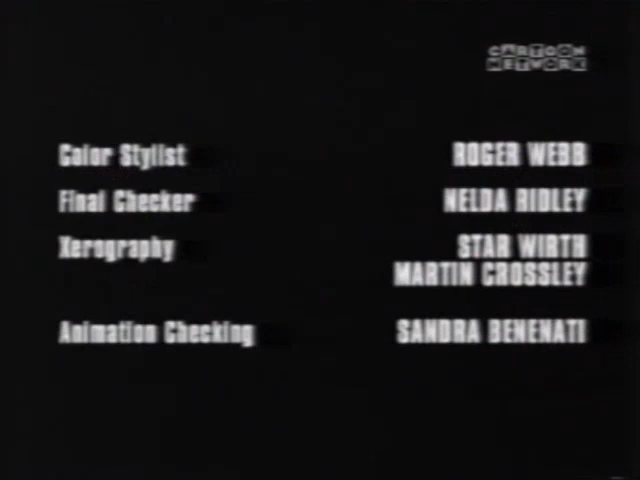 CARTOON
NETWORK
Color Stylist ROGER WEBB
Final Checker NELDA RIDLEY
Xerography STAR WIRTH
MARTIN CROSSLEY
Animation Checking SANDRA BENENATI